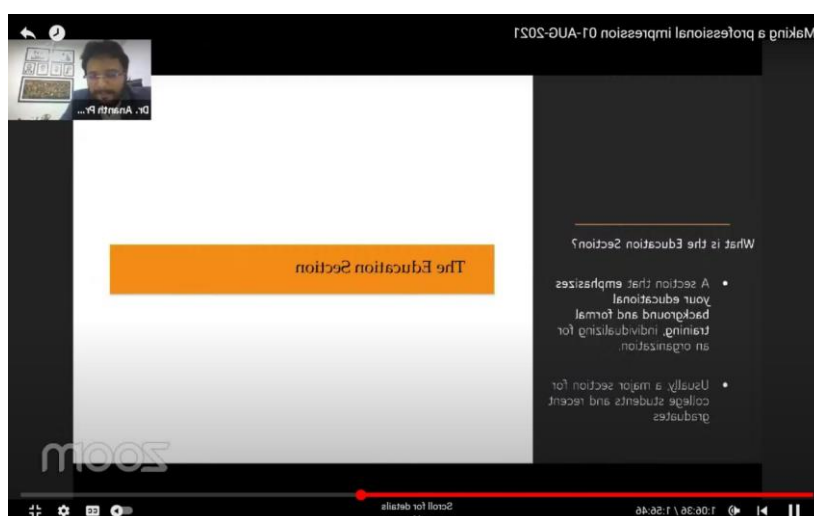 Making a professional impression 01-AUG-2021
Dr. Ananth Pr...
What is the Education Section?
• A section that emphasizes
your educational
background and formal
training, individualizing for
an organization.
• Usually, a major section for
college students and recent
graduates
The Education Section
zoom
1:06:36 / 1:56:46
Scroll for details
CC